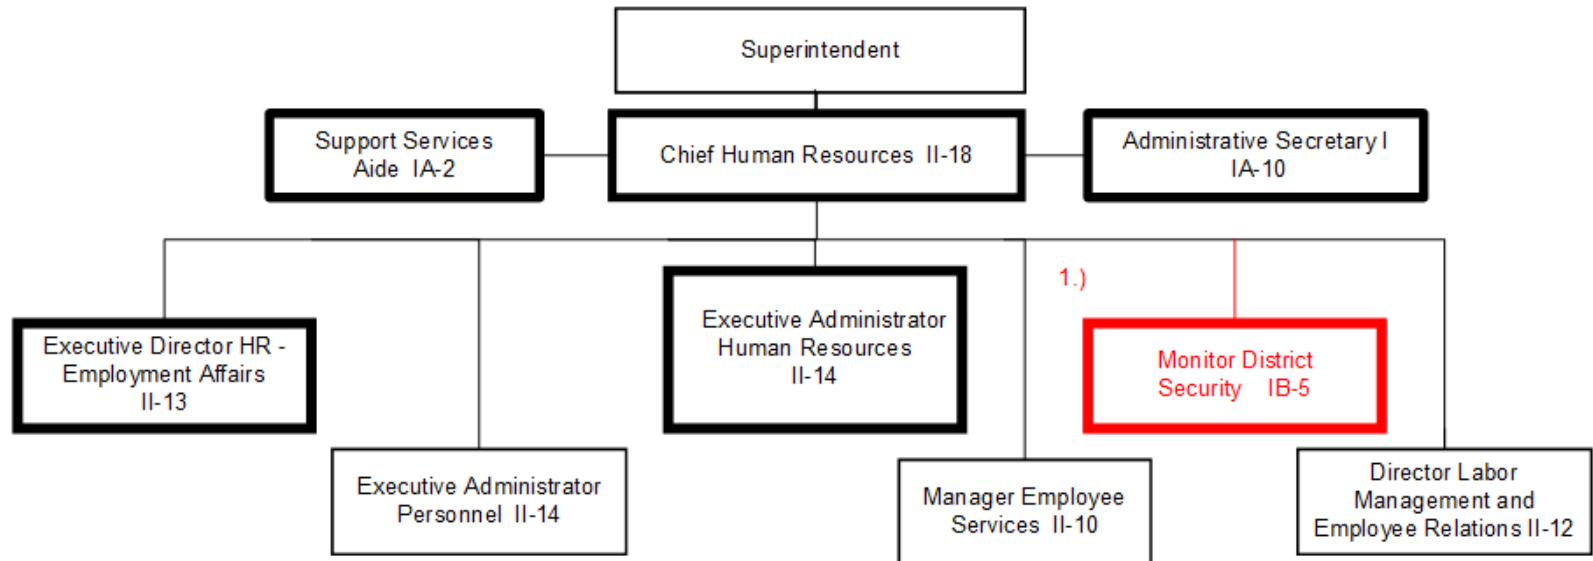 Superintendent
Support Services
Aide IA-2
Chief Human Resources II-18
Administrative Secretary I
IA-10
1.)
Executive Director HR -
Employment Affairs
II-13
Executive Administrator
Human Resources
II-14
Monitor District
Security IB-5
Executive Administrator
Personnel II-14
Manager Employee
Services II-10
Director Labor
Management and
Employee Relations II-12